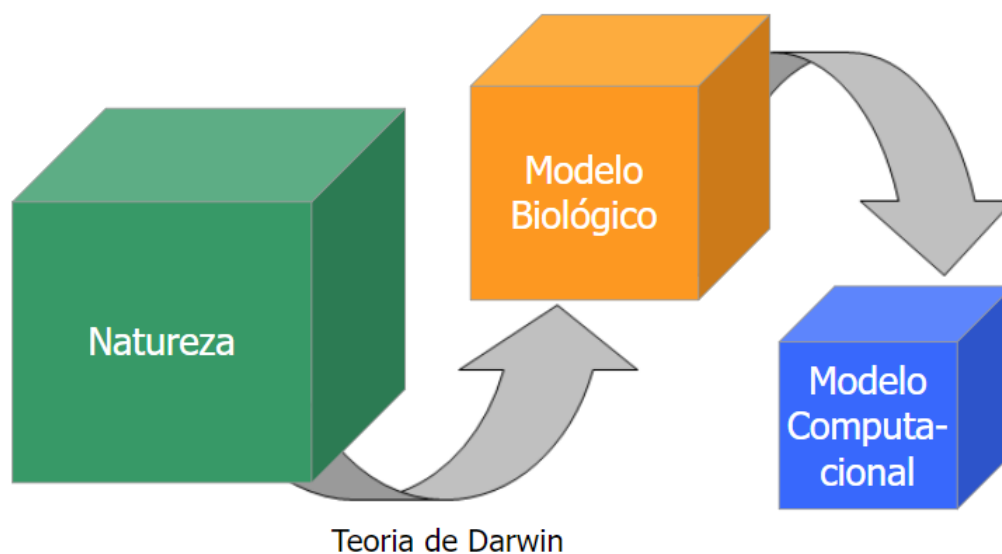 Natureza
Modelo
Biológico
Modelo
Computa-
cional
Teoria de Darwin